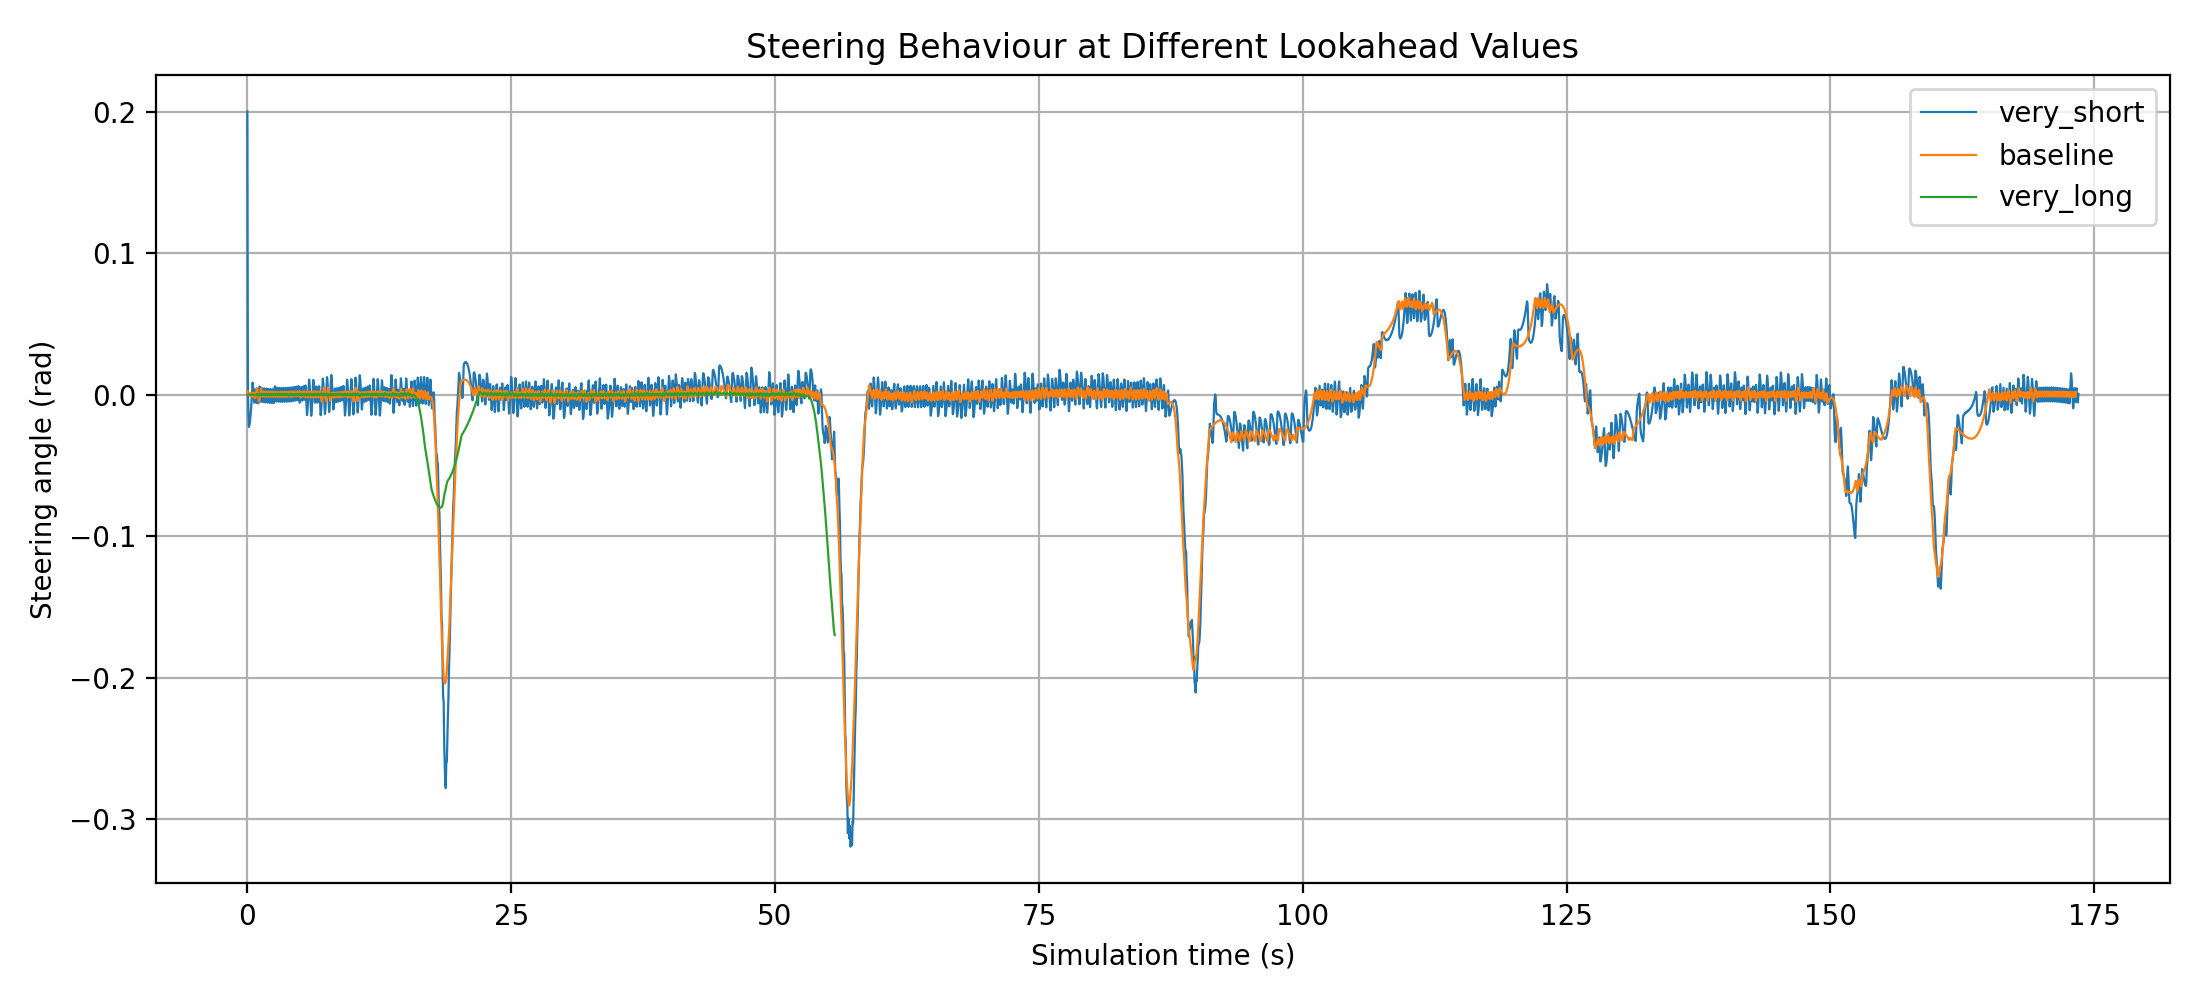 Steering Behaviour at Different Lookahead Values
very_short
baseline
very_long
0.2
0.1
0.0
−0.1
−0.2
−0.3
Steering angle (rad)
0 25 50 75 100 125 150 175
Simulation time (s)